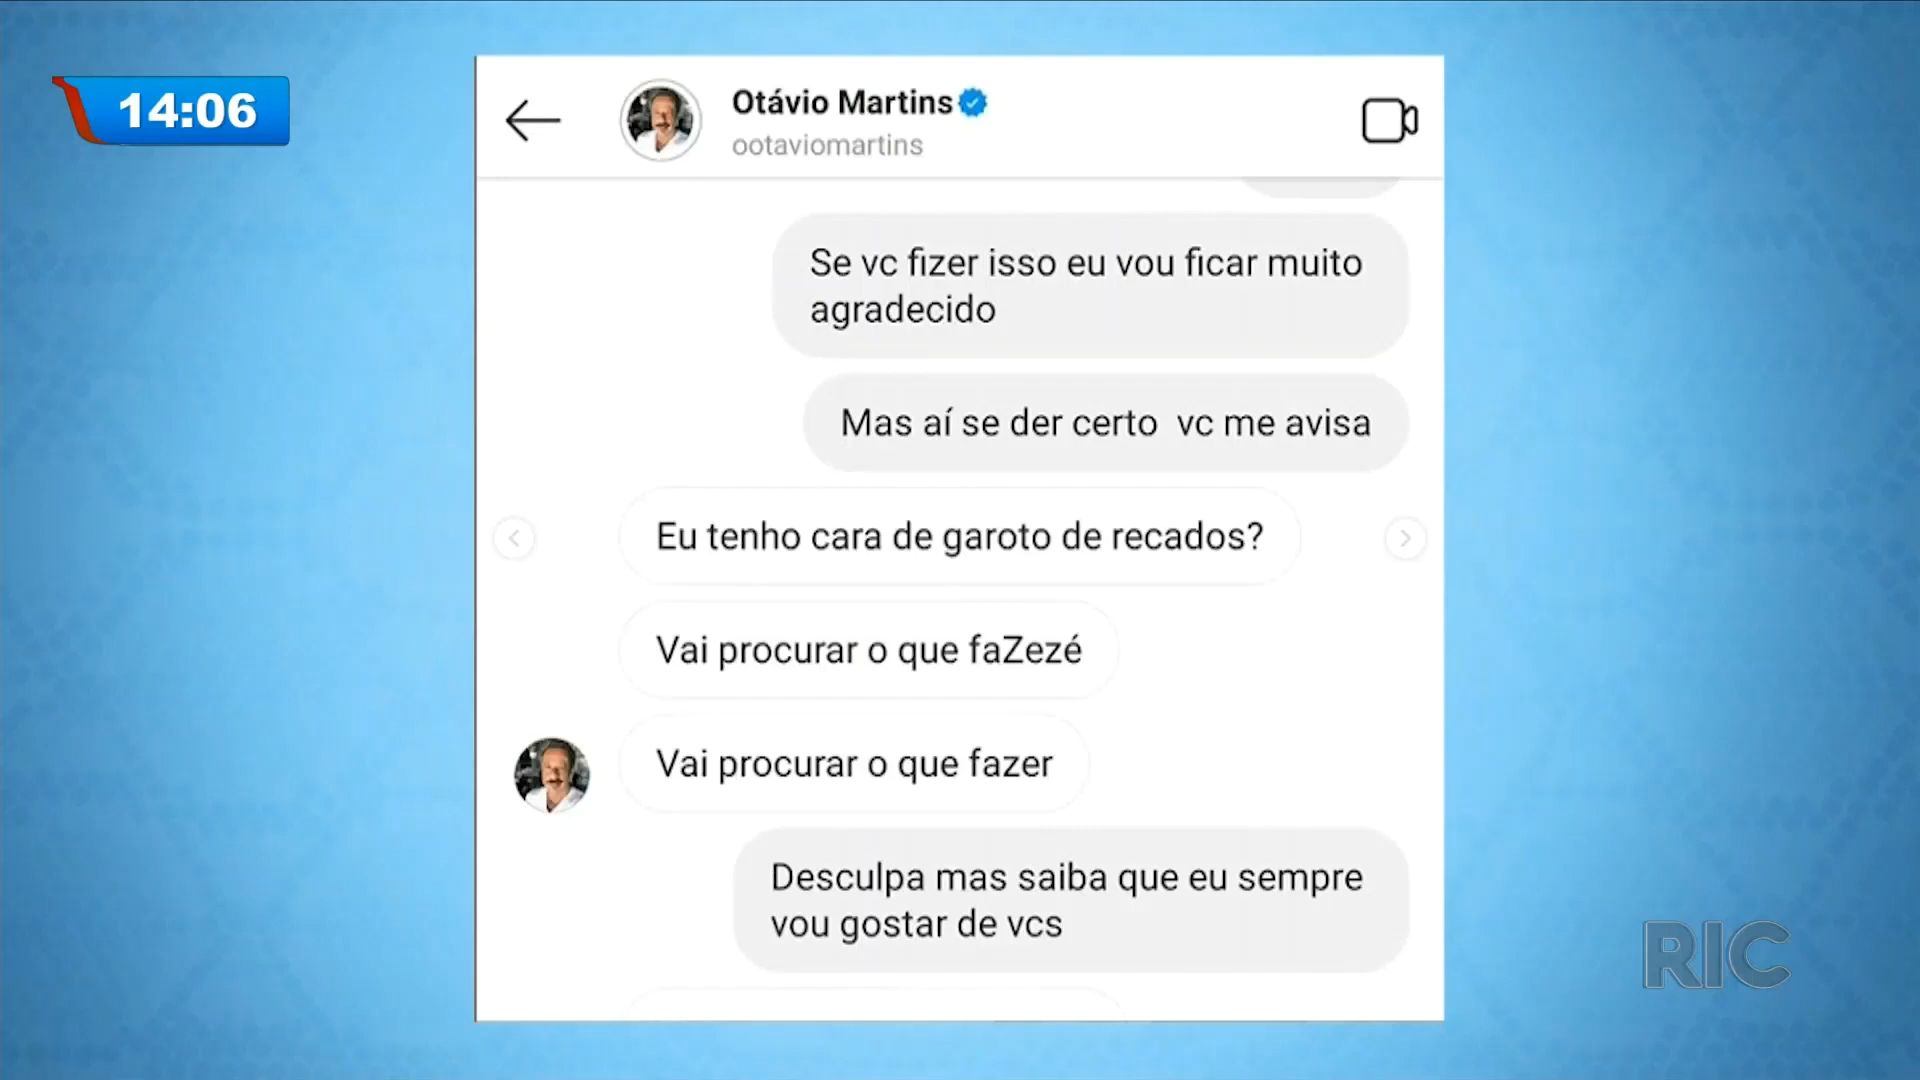 14:06
Otávio Martins
ootaviomartins
Se vc fizer isso eu vou ficar muito
agradecido
Mas aí se der certo vc me avisa
Eu tenho cara de garoto de recados?
Vai procurar o que faZezé
Vai procurar o que fazer
Desculpa mas saiba que eu sempre
vou gostar de vcs
RIC